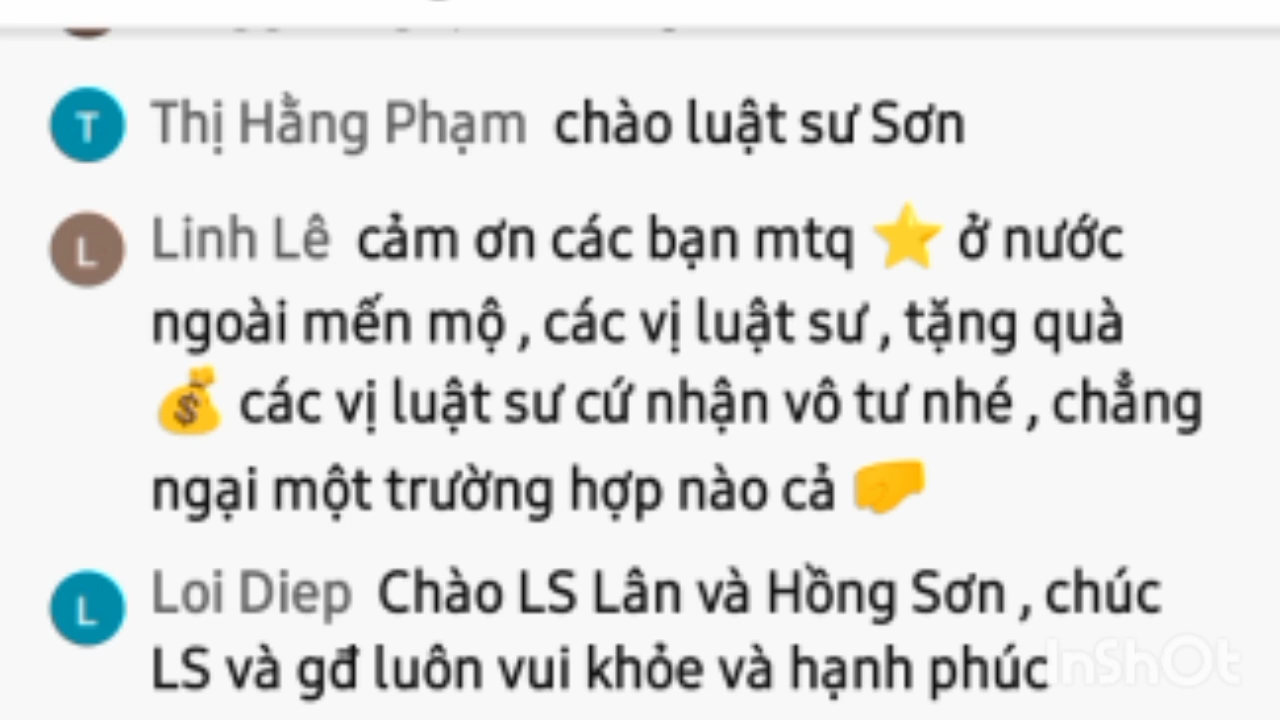 T Thị Hằng Phạm chào luật sư Sơn
L Linh Lê cảm ơn các bạn mtq ⭐ ở nước
ngoài mến mộ , các vị luật sư , tặng quà
💰 các vị luật sư cứ nhận vô tư nhé , chẳng
ngại một trường hợp nào cả 🤛
L Loi Diep Chào LS Lân và Hồng Sơn , chúc
LS và gđ luôn vui khỏe và hạnh phúc
InShOt